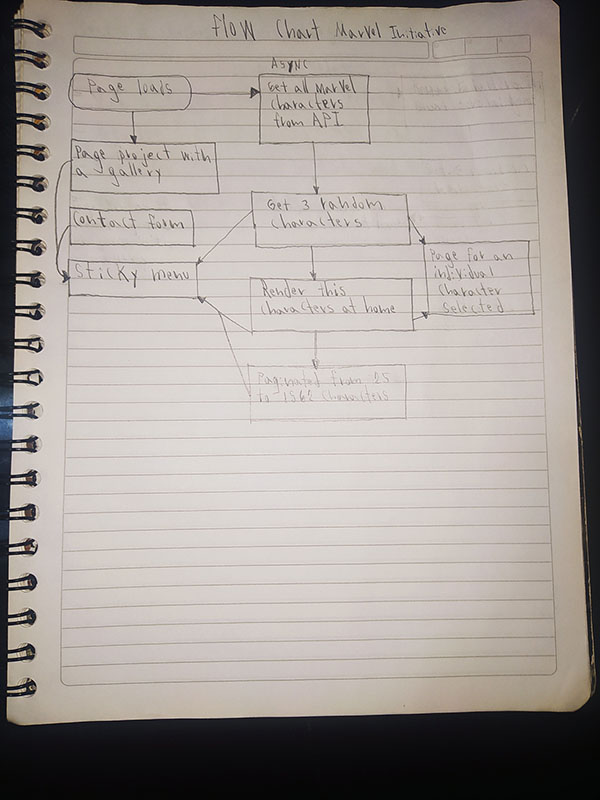 Flow Chart Marvel Initiative
ASYNC
Page loads
Get all Marvel
characters
from API
Page project with
a gallery
Get 3 random
characters
Contact form
Page for an
individual
Character
Selected
Sticky menu
Render this
characters at home
Paginated from 25
to 1562 characters